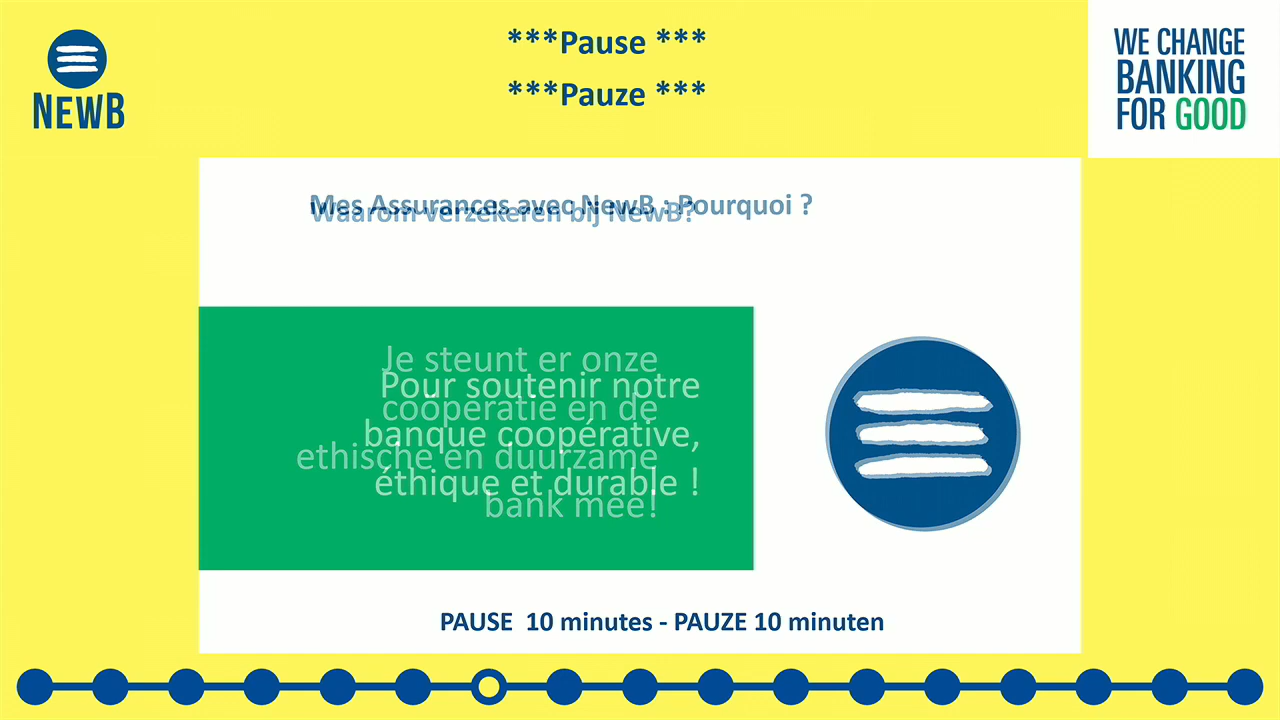 ***Pause ***
***Pauze ***
NEWB
WE CHANGE
BANKING
FOR GOOD
Mes Assurances avec NewB : Pourquoi ?
Waarom verzekeren bij NewB?
Je steunt er onze
coöperatie en de
ethische en duurzame
bank mee!
Pour soutenir notre
banque coopérative,
éthique et durable !
PAUSE  10 minutes - PAUZE 10 minuten